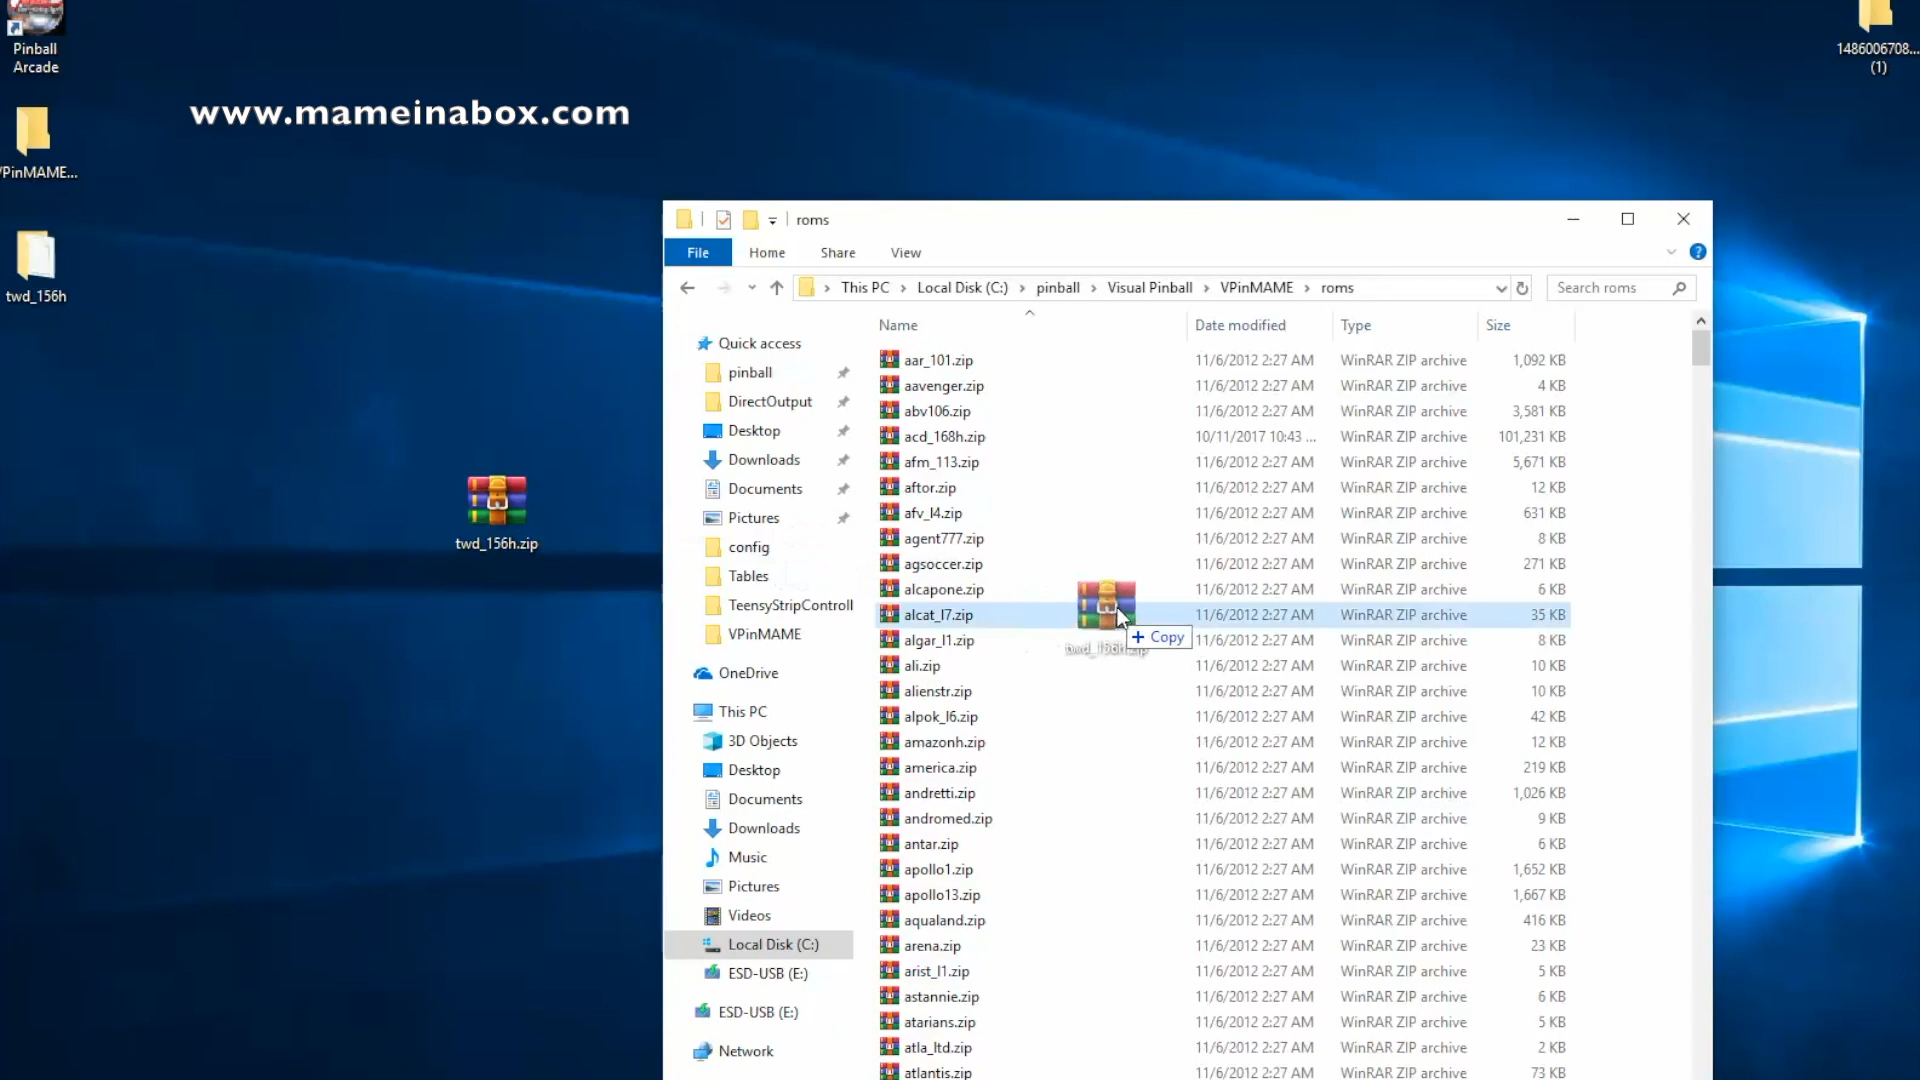 Pinball
Arcade
www.mameinabox.com
1486006708...
(1)
VPinMAME...
twd_156h
twd_156h.zip
roms
File Home Share View
This PC Local Disk (C:) pinball Visual Pinball VPinMAME roms
Search roms
Name Date modified Type Size
Quick access
pinball
DirectOutput
Desktop
Downloads
Documents
Pictures
config
Tables
TeensyStripControll
VPinMAME
OneDrive
This PC
3D Objects
Desktop
Documents
Downloads
Music
Pictures
Videos
Local Disk (C:)
ESD-USB (E:)
ESD-USB (E:)
Network
aar_101.zip 11/6/2012 2:27 AM WinRAR ZIP archive 1,092 KB
aavenger.zip 11/6/2012 2:27 AM WinRAR ZIP archive 4 KB
abv106.zip 11/6/2012 2:27 AM WinRAR ZIP archive 3,581 KB
acd_168h.zip 10/11/2017 10:43 ... WinRAR ZIP archive 101,231 KB
afm_113.zip 11/6/2012 2:27 AM WinRAR ZIP archive 5,671 KB
aftor.zip 11/6/2012 2:27 AM WinRAR ZIP archive 12 KB
afv_l4.zip 11/6/2012 2:27 AM WinRAR ZIP archive 631 KB
agent777.zip 11/6/2012 2:27 AM WinRAR ZIP archive 8 KB
agsoccer.zip 11/6/2012 2:27 AM WinRAR ZIP archive 271 KB
alcapone.zip 11/6/2012 2:27 AM WinRAR ZIP archive 6 KB
alcat_l7.zip 11/6/2012 2:27 AM WinRAR ZIP archive 35 KB
+ Copy
twd_156h.zip
algar_l1.zip 11/6/2012 2:27 AM WinRAR ZIP archive 8 KB
ali.zip 11/6/2012 2:27 AM WinRAR ZIP archive 10 KB
alienstr.zip 11/6/2012 2:27 AM WinRAR ZIP archive 10 KB
alpok_l6.zip 11/6/2012 2:27 AM WinRAR ZIP archive 42 KB
amazonh.zip 11/6/2012 2:27 AM WinRAR ZIP archive 12 KB
america.zip 11/6/2012 2:27 AM WinRAR ZIP archive 219 KB
andretti.zip 11/6/2012 2:27 AM WinRAR ZIP archive 1,026 KB
andromed.zip 11/6/2012 2:27 AM WinRAR ZIP archive 9 KB
antar.zip 11/6/2012 2:27 AM WinRAR ZIP archive 6 KB
apollo1.zip 11/6/2012 2:27 AM WinRAR ZIP archive 1,652 KB
apollo13.zip 11/6/2012 2:27 AM WinRAR ZIP archive 1,667 KB
aqualand.zip 11/6/2012 2:27 AM WinRAR ZIP archive 416 KB
arena.zip 11/6/2012 2:27 AM WinRAR ZIP archive 23 KB
arist_l1.zip 11/6/2012 2:27 AM WinRAR ZIP archive 5 KB
astannie.zip 11/6/2012 2:27 AM WinRAR ZIP archive 6 KB
atarians.zip 11/6/2012 2:27 AM WinRAR ZIP archive 5 KB
atla_ltd.zip 11/6/2012 2:27 AM WinRAR ZIP archive 2 KB
atlantis.zip 11/6/2012 2:27 AM WinRAR ZIP archive 73 KB